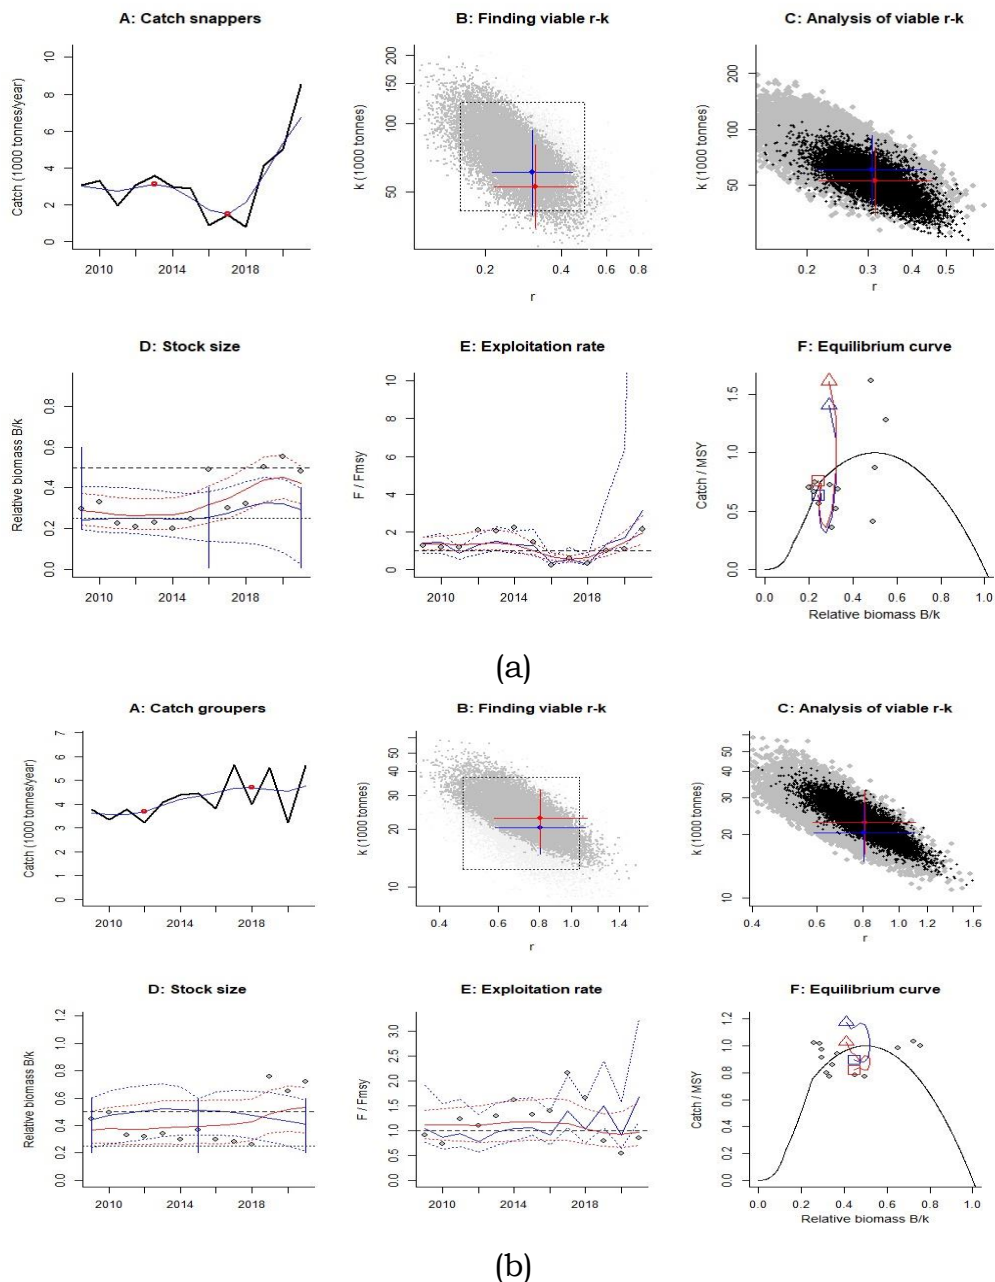 A: Catch snappers
B: Finding viable r-k
C: Analysis of viable r-k
Catch (1000 tonnes/year)
0 2 4 6 8 10
2010 2014 2018
k (1000 tonnes)
50 100 150 200
0.2 0.4 0.6 0.8
r
k (1000 tonnes)
50 100 200
0.2 0.3 0.4 0.5
r
D: Stock size
E: Exploitation rate
F: Equilibrium curve
Relative biomass B/k
0.0 0.2 0.4 0.6 0.8
2010 2014 2018
F / Fmsy
0 2 4 6 8 10
2010 2014 2018
Catch / MSY
0.0 0.5 1.0 1.5
0.0 0.2 0.4 0.6 0.8 1.0
Relative biomass B/k
(a)
A: Catch groupers
B: Finding viable r-k
C: Analysis of viable r-k
Catch (1000 tonnes/year)
0 1 2 3 4 5 6 7
2010 2014 2018
k (1000 tonnes)
10 20 30 40 50
0.4 0.6 0.8 1.0 1.4
r
k (1000 tonnes)
10 20 30 40 50
0.4 0.6 0.8 1.0 1.2 1.6
r
D: Stock size
E: Exploitation rate
F: Equilibrium curve
Relative biomass B/k
0.0 0.2 0.4 0.6 0.8 1.0 1.2
2010 2014 2018
F / Fmsy
0.0 0.5 1.0 1.5 2.0 2.5 3.0
2010 2014 2018
Catch / MSY
0.0 0.2 0.4 0.6 0.8 1.0 1.2
0.0 0.2 0.4 0.6 0.8 1.0
Relative biomass B/k
(b)